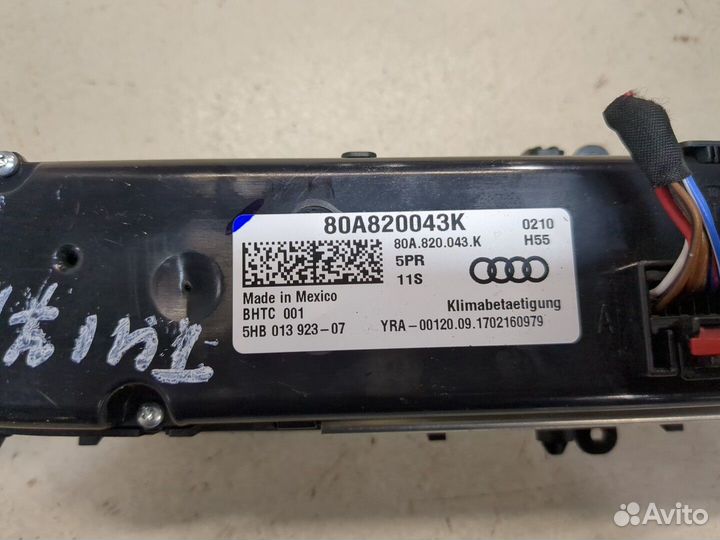 80A820043K
0210
80A.820.043.K
H55
5PR
11S
Made in Mexico
BHTC 001
Klimabetaetigung
5HB 013 923-07
YRA-00120.09.1702160979
A
Avito